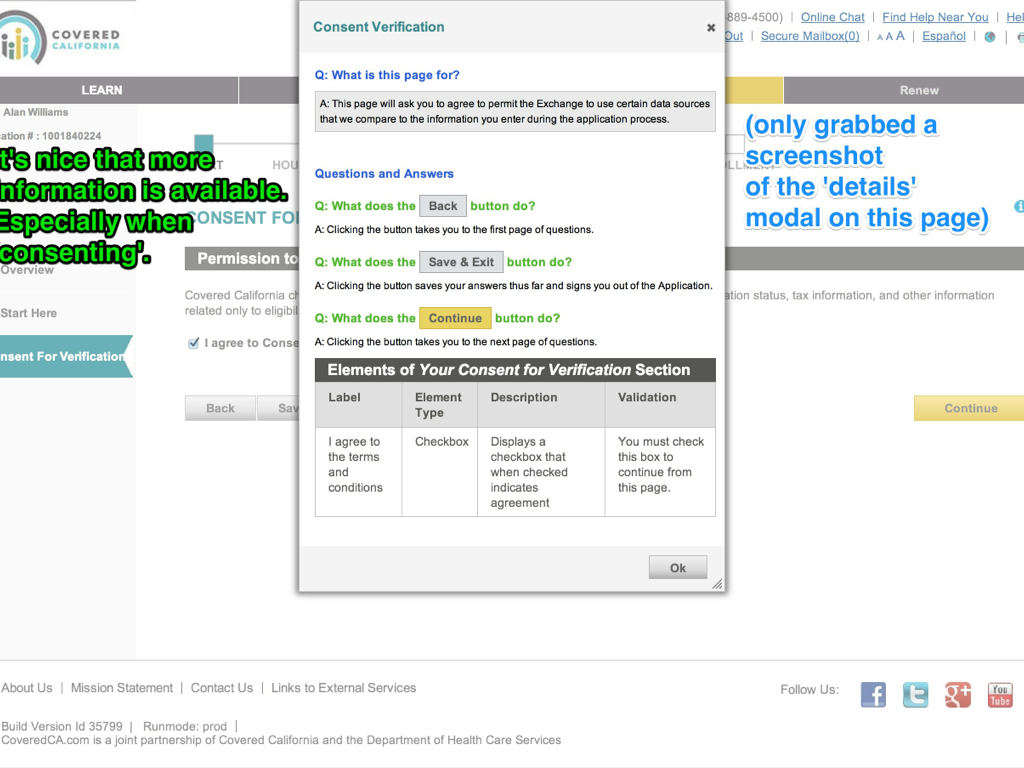 COVERED
CALIFORNIA
Consent Verification
889-4500) | Online Chat | Find Help Near You | Hel
Out | Secure Mailbox(0) | A A A | Español |
LEARN
Renew
Alan Williams
cation # : 1001840224
Q: What is this page for?
A: This page will ask you to agree to permit the Exchange to use certain data sources
that we compare to the information you enter during the application process.
t's nice that more
information is available.
Especially when
consenting'.
(only grabbed a
screenshot
of the 'details'
modal on this page)
HOU
CONSENT FO
Permission to
Overview
Start Here
nsent For Verification
Covered California
ation status, tax information, and other information
related only to eligibil
I agree to Conse
Back
Sav
Continue
Questions and Answers
Q: What does the Back button do?
A: Clicking the button takes you to the first page of questions.
Q: What does the Save & Exit button do?
A: Clicking the button saves your answers thus far and signs you out of the Application.
Q: What does the Continue button do?
A: Clicking the button takes you to the next page of questions.
Elements of Your Consent for Verification Section
Label
Element
Type
Description
Validation
I agree to
the terms
and
conditions
Checkbox
Displays a
checkbox that
when checked
indicates
agreement
You must check
this box to
continue from
this page.
Ok
About Us | Mission Statement | Contact Us | Links to External Services
Follow Us:
f
t
g+
You
Tube
Build Version Id 35799 | Runmode: prod |
CoveredCA.com is a joint partnership of Covered California and the Department of Health Care Services